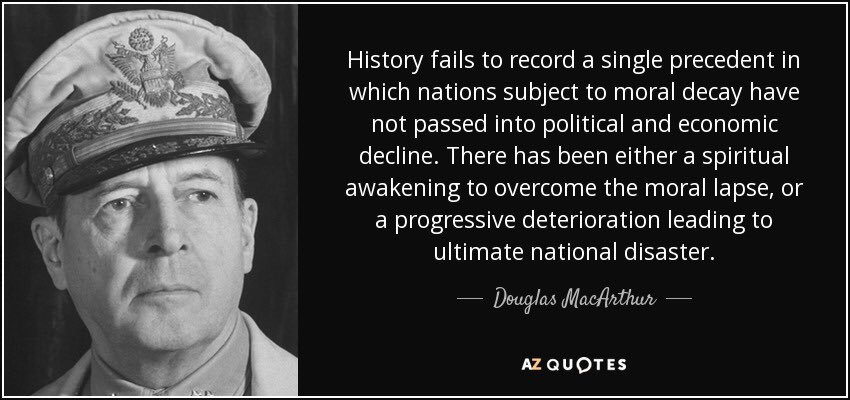 History fails to record a single precedent in
which nations subject to moral decay have
not passed into political and economic
decline. There has been either a spiritual
awakening to overcome the moral lapse, or
a progressive deterioration leading to
ultimate national disaster.
Douglas MacArthur
AZ QUOTES